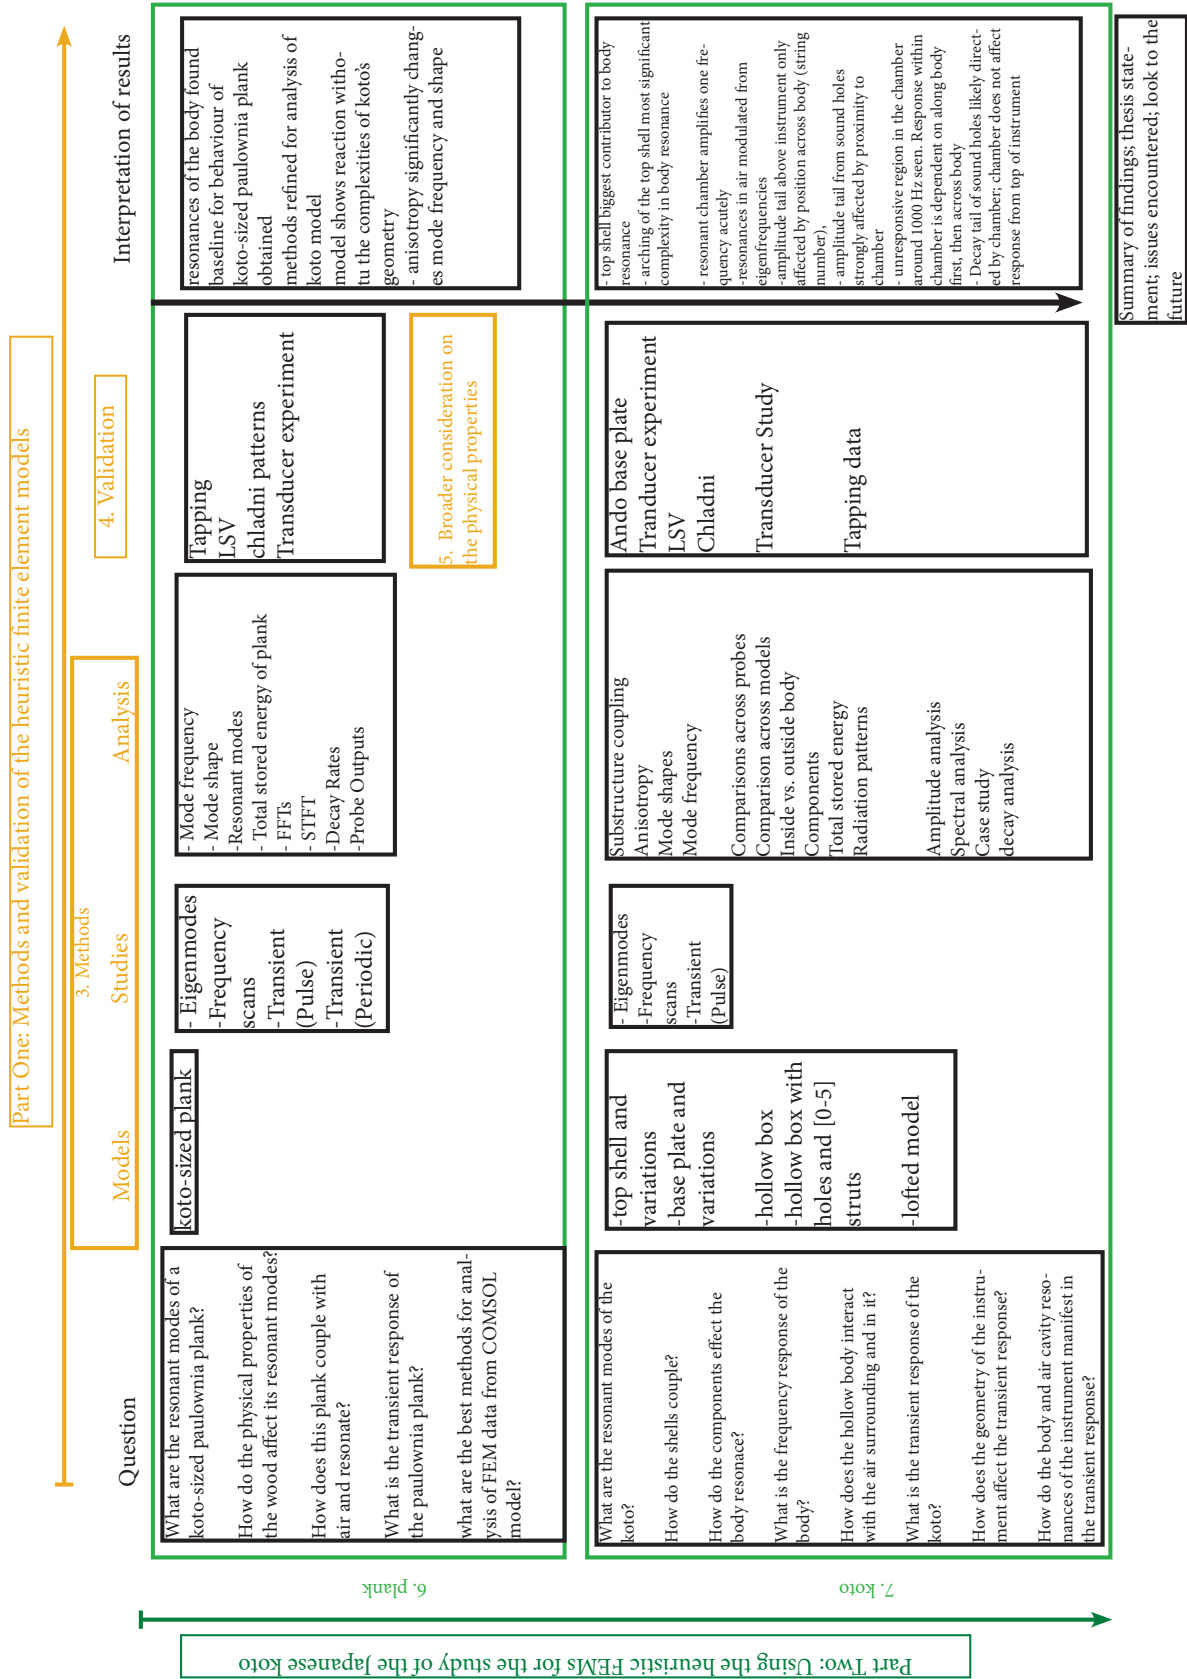 Part One: Methods and validation of the heuristic finite element models
3. Methods
4. Validation
Question
Models
Studies
Analysis
Interpretation of results
Part Two: Using the heuristic FEMs for the study of the Japanese koto
6. plank
What are the resonant modes of a
koto-sized paulownia plank?
How do the physical properties of
the wood affect its resonant modes?
How does this plank couple with
air and resonate?
What is the transient response of
the paulownia plank?
what are the best methods for anal-
ysis of FEM data from COMSOL
model?
koto-sized plank
- Eigenmodes
-Frequency
scans
-Transient
(Pulse)
-Transient
(Periodic)
- Mode frequency
- Mode shape
-Resonant modes
- Total stored energy of plank
- FFTs
- STFT
-Decay Rates
-Probe Outputs
Tapping
LSV
chladni patterns
Transducer experiment
5. Broader consideration on
the physical properties
resonances of the body found
baseline for behaviour of
koto-sized paulownia plank
obtained
methods refined for analysis of
koto model
model shows reaction witho-
tu the complexities of koto's
geometry
- anisotropy significantly chang-
es mode frequency and shape
7. koto
What are the resonant modes of the
koto?
How do the shells couple?
How do the components effect the
body resonace?
What is the frequency response of the
body?
How does the hollow body interact
with the air surrounding and in it?
What is the transient response of the
koto?
How does the geometry of the instru-
ment affect the transient response?
How do the body and air cavity reso-
nances of the instrument manifest in
the transient response?
-top shell and
variations
-base plate and
variations
-hollow box
-hollow box with
holes and [0-5]
struts
-lofted model
- Eigenmodes
-Frequency
scans
-Transient
(Pulse)
Substructure coupling
Anisotropy
Mode shapes
Mode frequency
Comparisons across probes
Comparison across models
Inside vs. outside body
Components
Total stored energy
Radiation patterns
Amplitude analysis
Spectral analysis
Case study
decay analysis
Ando base plate
Tranducer experiment
LSV
Chladni
Transducer Study
Tapping data
- top shell biggest contributor to body
resonance
- arching of the top shell most significant
complexity in body resonance
- resonant chamber amplifies one fre-
quency acutely
-resonances in air modulated from
eigenfrequencies
-amplitude tail above instrument only
affected by position across body (string
number),
- amplitude tail from sound holes
strongly affected by proximity to
chamber
- unresponsive region in the chamber
around 1000 Hz seen. Response within
chamber is dependent on along body
first, then across body
- Decay tail of sound holes likely direct-
ed by chamber; chamber does not affect
response from top of instrument
Summary of findings; thesis state-
ment; issues encountered; look to the
future